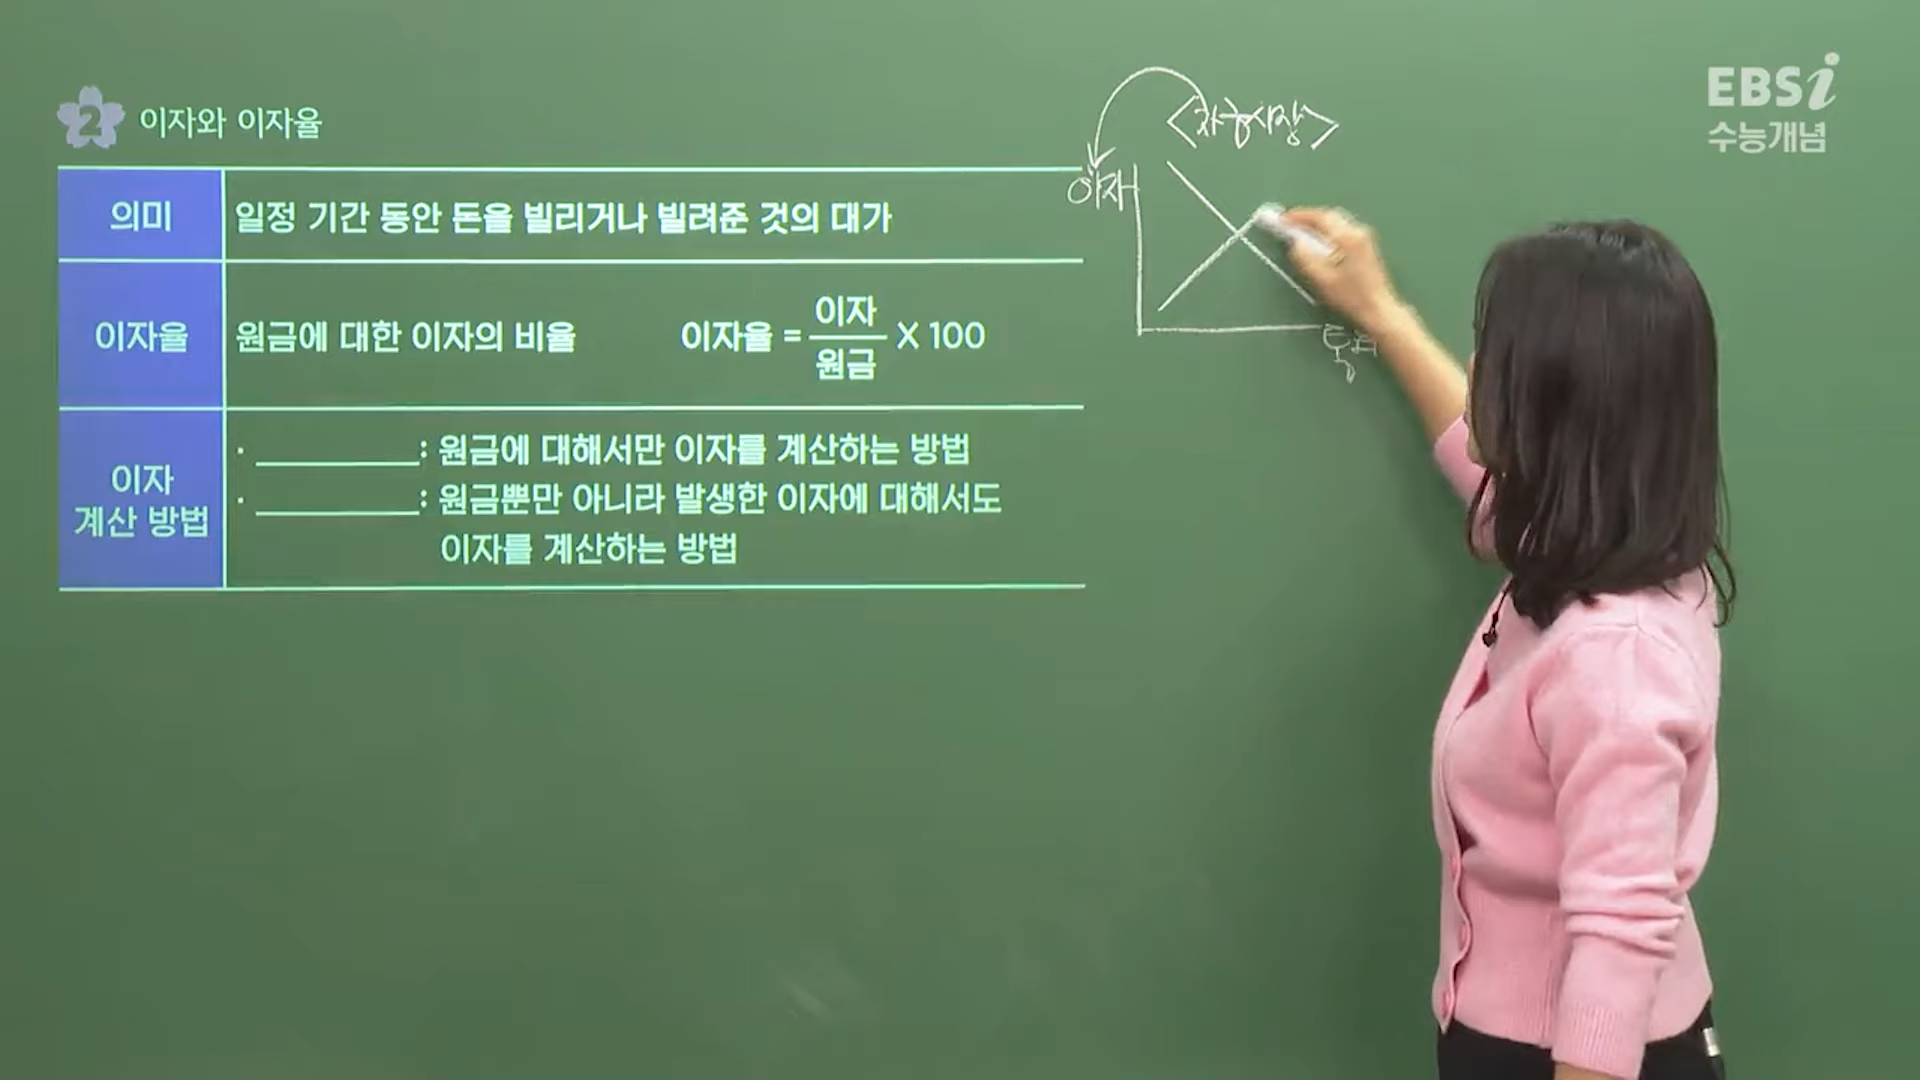 EBSi
수능개념
2 이자와 이자율
<자금시장>
이자
의미
일정 기간 동안 돈을 빌리거나 빌려준 것의 대가
이자율
원금에 대한 이자의 비율
이자율 = 이자/원금 X 100
이자
계산 방법
· ________: 원금에 대해서만 이자를 계산하는 방법
· ________: 원금뿐만 아니라 발생한 이자에 대해서도
이자를 계산하는 방법